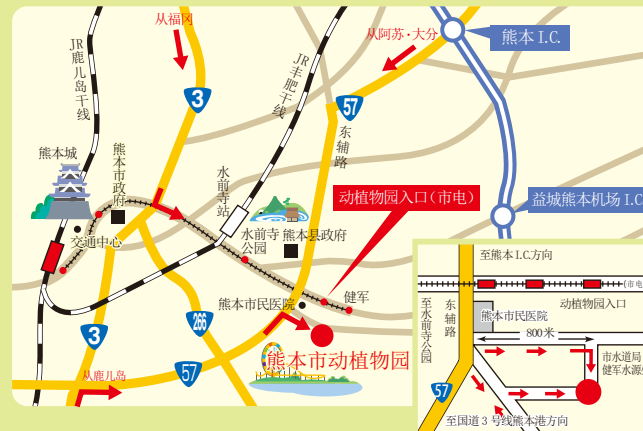 从福冈
从阿苏·大分
熊本 I.C.
JR鹿儿岛干线
JR丰肥干线
3
57
东辅路
熊本城
熊本市政府
水前寺站
动植物园入口(市电)
益城熊本机场 I.C
交通中心
水前寺
公园
熊本县政府
熊本市民医院
健军
3
266
57
从鹿儿岛
熊本市动植物园
至熊本I.C.方向
(市电
至水前寺公园
东辅路
动植物园入口
熊本市民医院
800米
市水道局
健军水源
57
至国道3号线熊本港方向